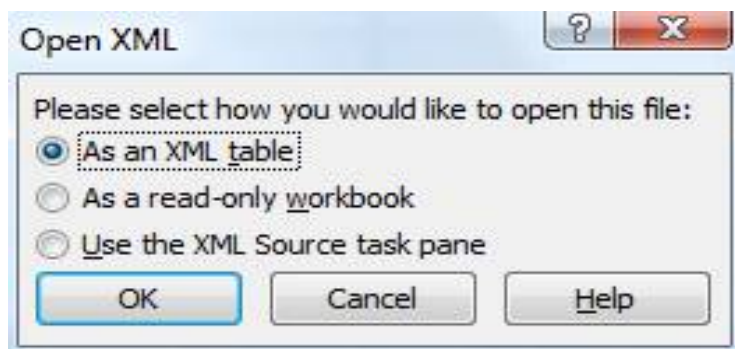 Open XML
Please select how you would like to open this file:
As an XML table
As a read-only workbook
Use the XML Source task pane
OK Cancel Help